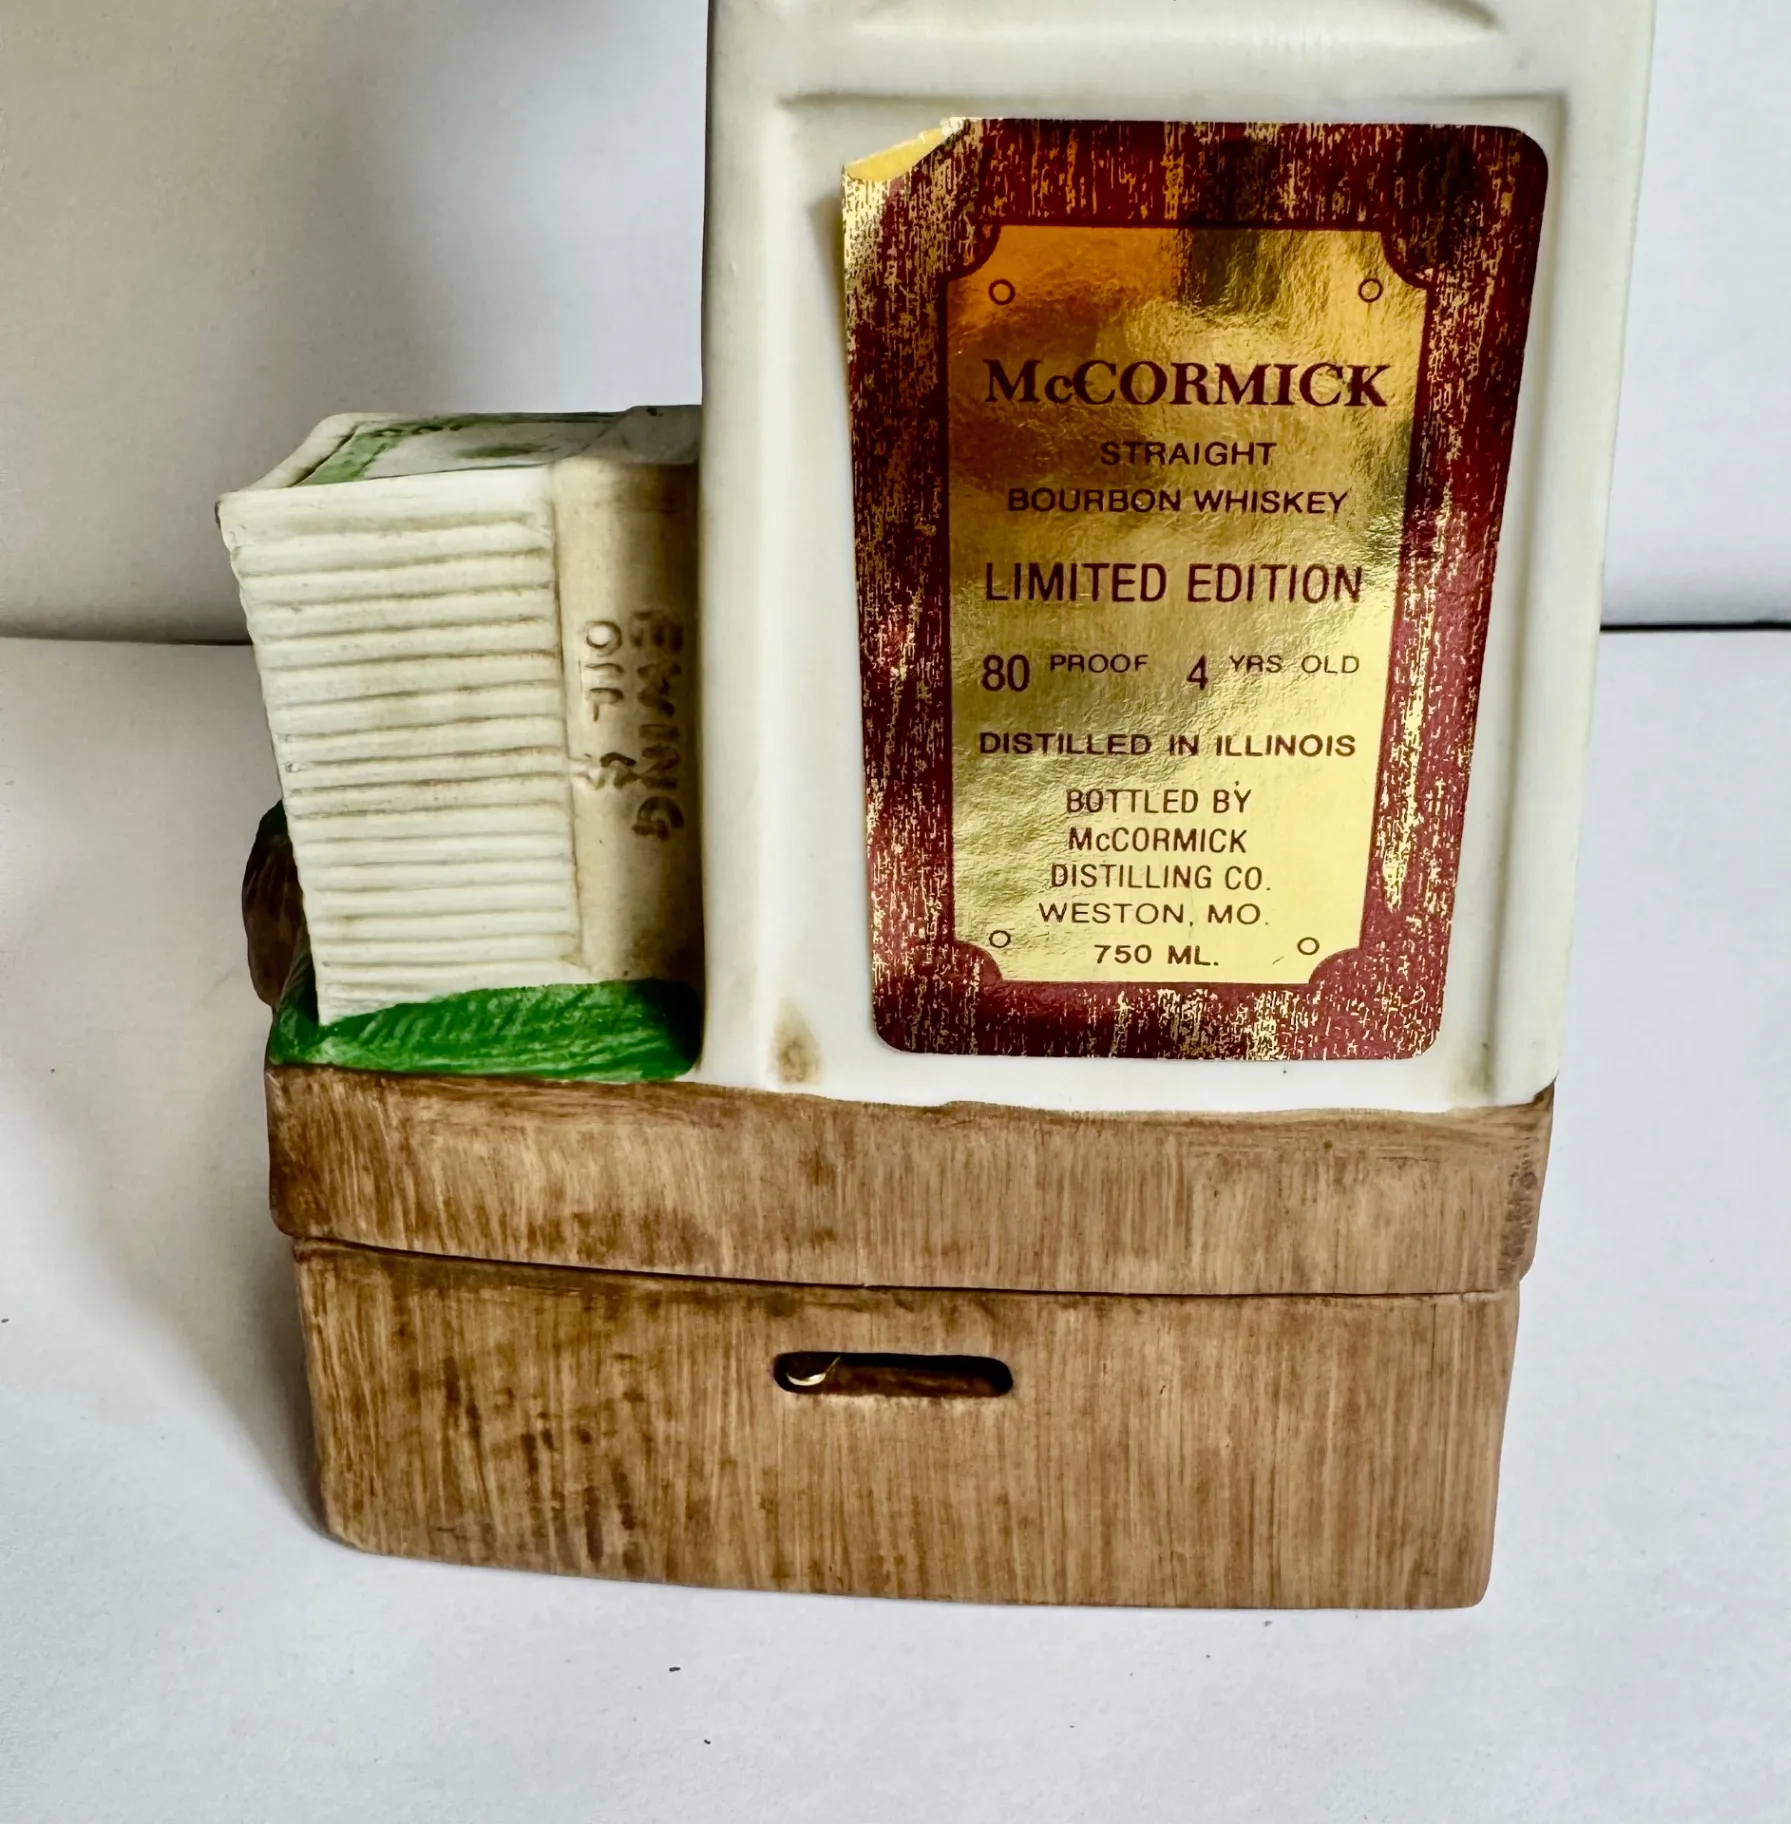 EWING
OIL
McCORMICK
STRAIGHT
BOURBON WHISKEY
LIMITED EDITION
80 PROOF 4 YRS OLD
DISTILLED IN ILLINOIS
BOTTLED BY
McCORMICK
DISTILLING CO.
WESTON, MO.
750 ML.